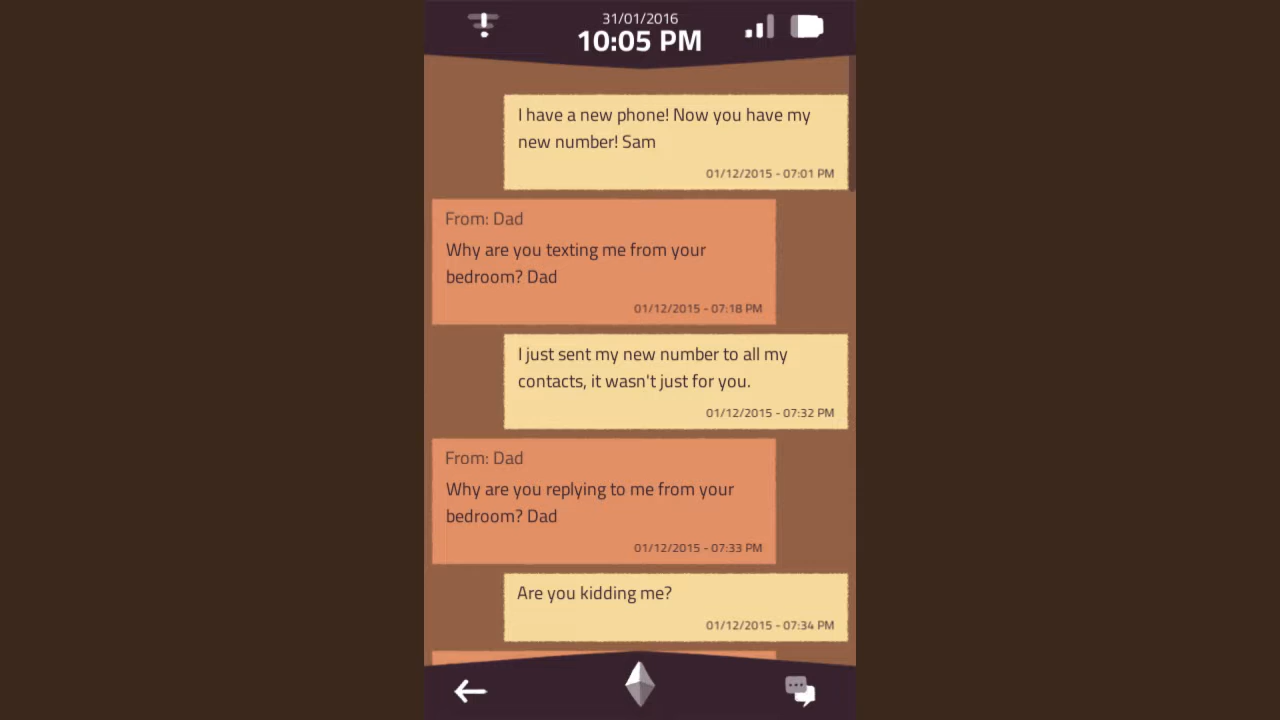 31/01/2016
10:05 PM
I have a new phone! Now you have my
new number! Sam
01/12/2015 - 07:01 PM
From: Dad
Why are you texting me from your
bedroom? Dad
01/12/2015 - 07:18 PM
I just sent my new number to all my
contacts, it wasn't just for you.
01/12/2015 - 07:32 PM
From: Dad
Why are you replying to me from your
bedroom? Dad
01/12/2015 - 07:33 PM
Are you kidding me?
01/12/2015 - 07:34 PM